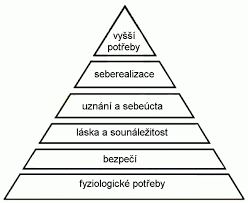 vyšší
potřeby
seberealizace
uznání a sebeúcta
láska a sounáležitost
bezpečí
fyziologické potřeby